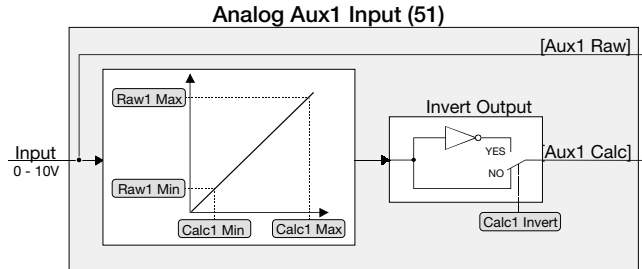 Analog Aux1 Input (51)
[Aux1 Raw]
Raw1 Max
Invert Output
Input
0 - 10V
YES
[Aux1 Calc]
NO
Raw1 Min
Calc1 Min
Calc1 Max
Calc1 Invert